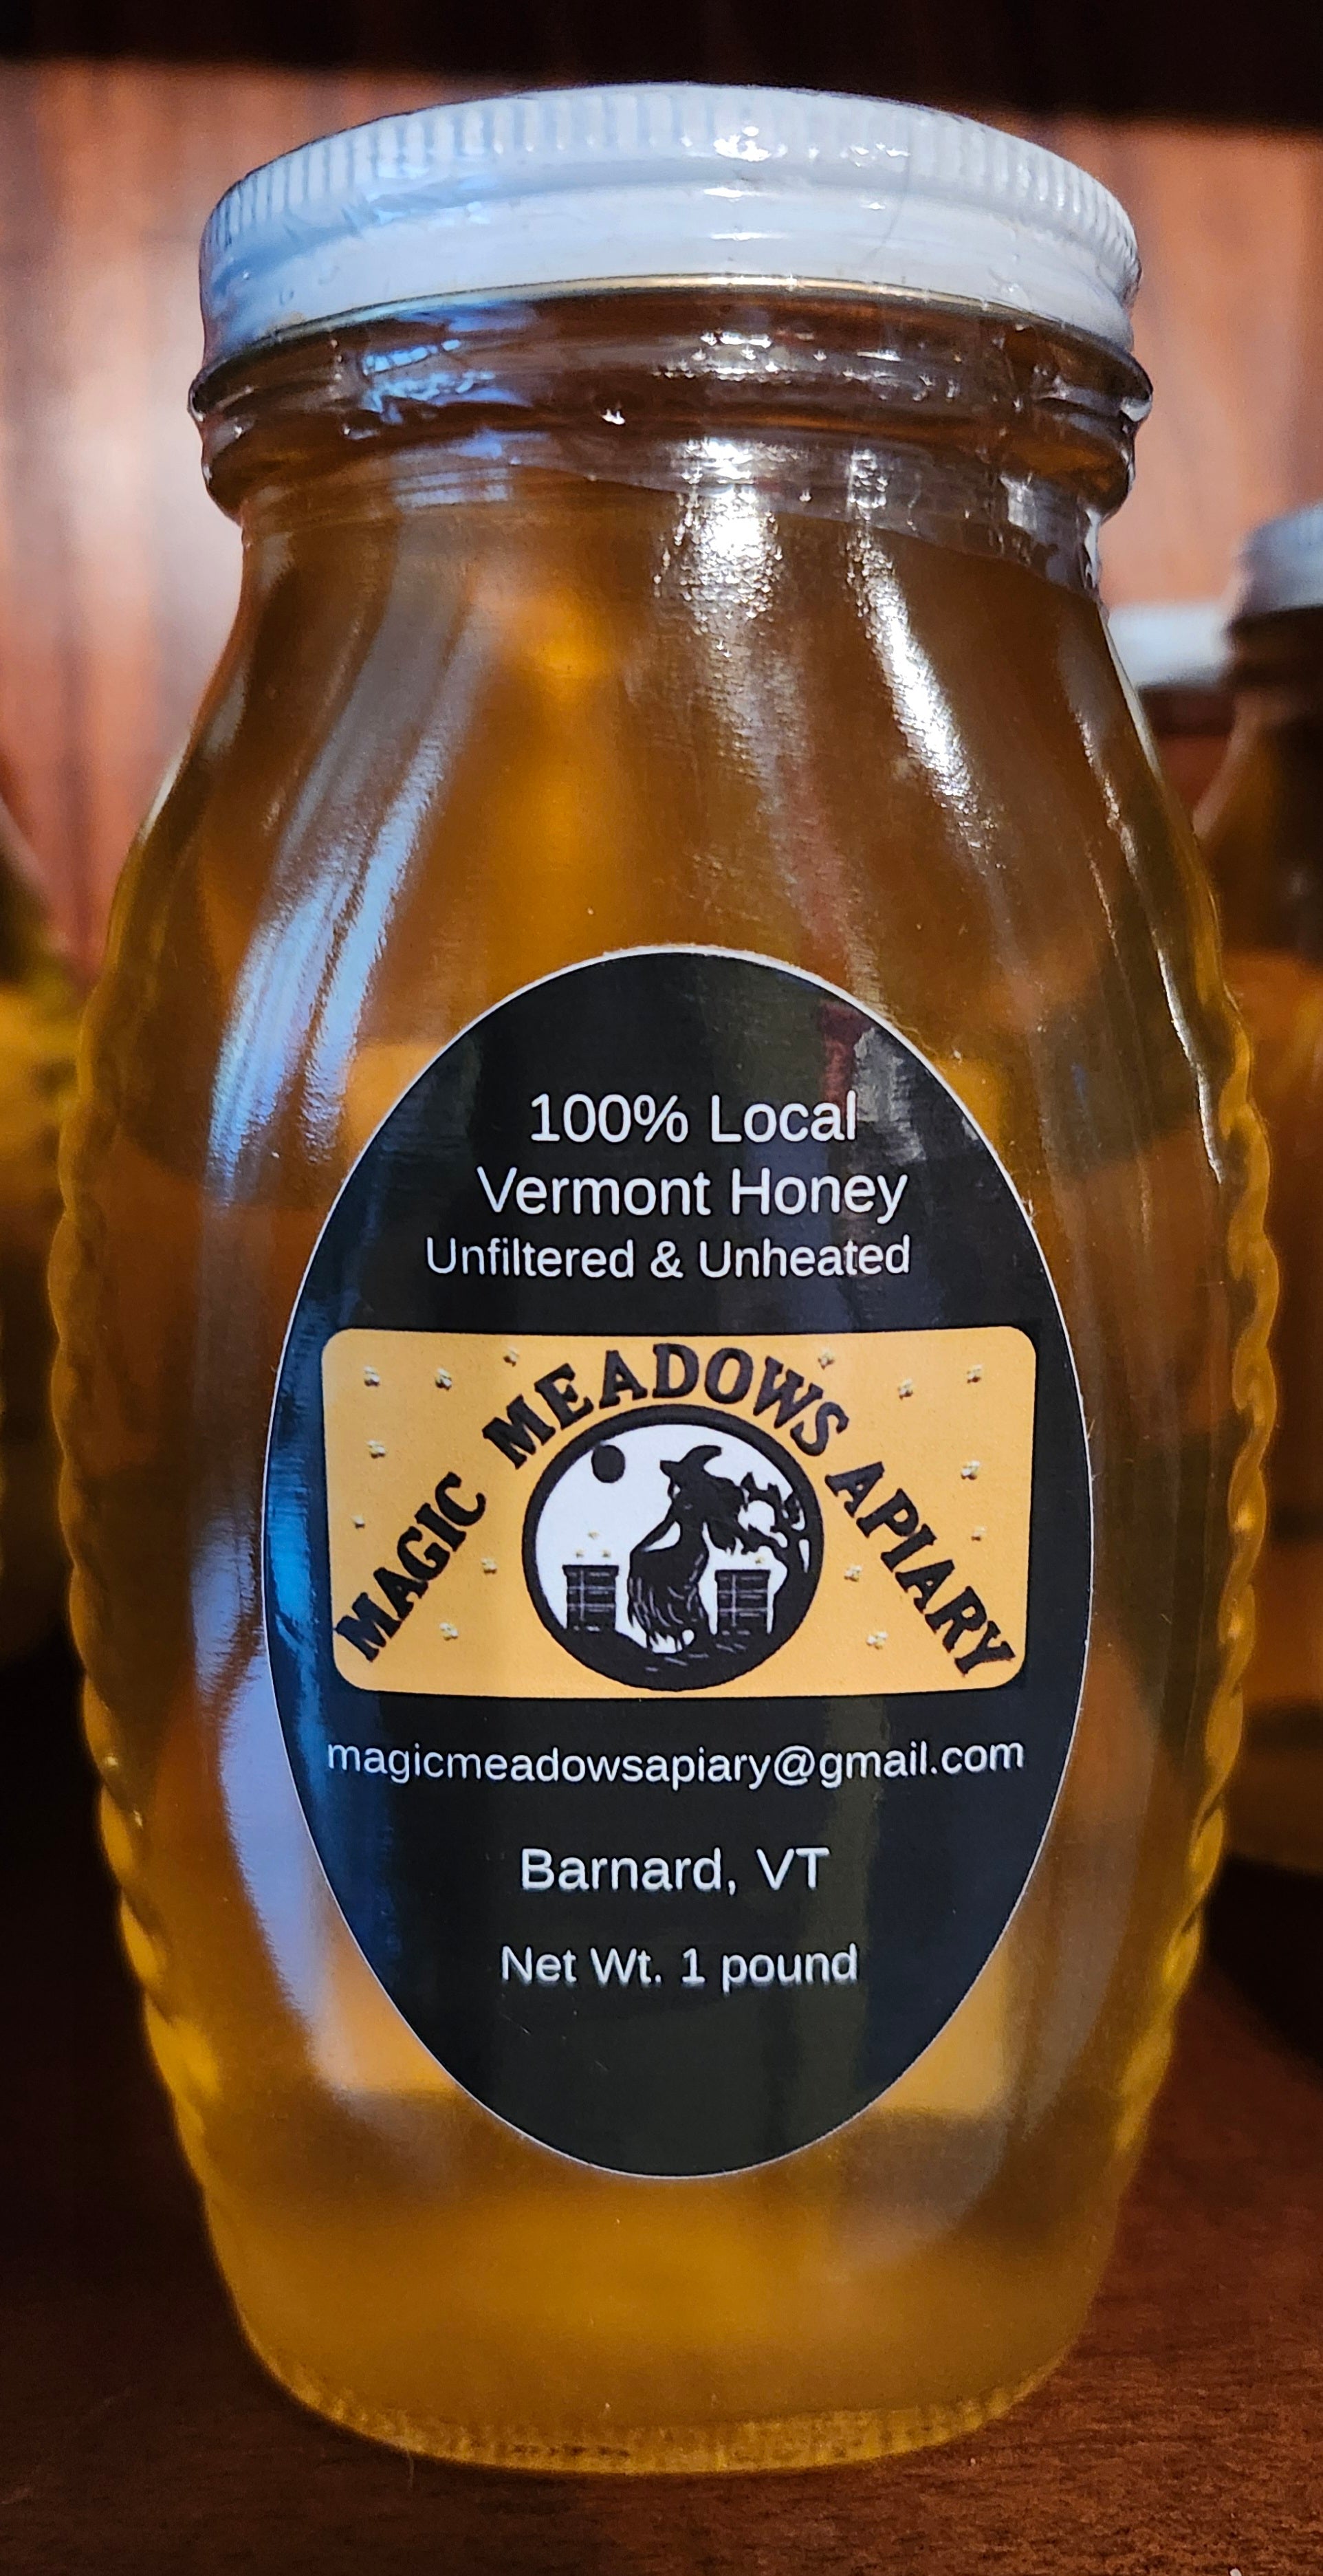 100% Local
Vermont Honey
Unfiltered & Unheated
MAGIC MEADOWS APIARY
magicmeadowsapiary@gmail.com
Barnard, VT
Net Wt. 1 pound